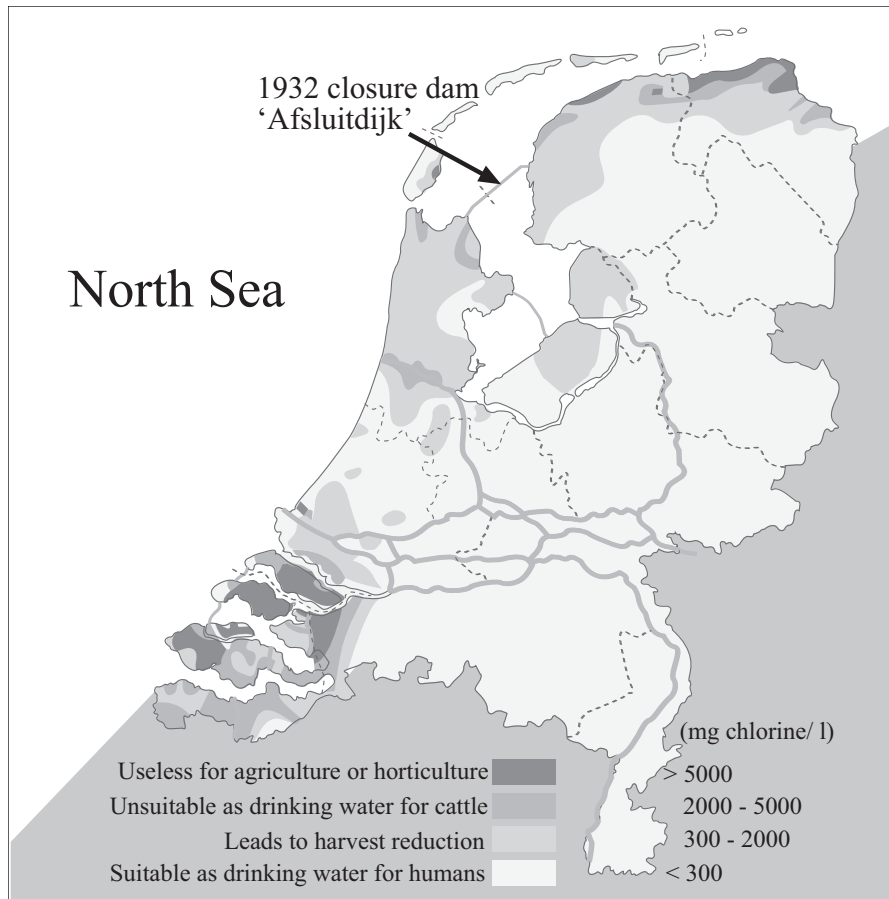 1932 closure dam
‘Afsluitdijk’
North Sea
(mg chlorine/ l)
Useless for agriculture or horticulture > 5000
Unsuitable as drinking water for cattle 2000 - 5000
Leads to harvest reduction 300 - 2000
Suitable as drinking water for humans < 300